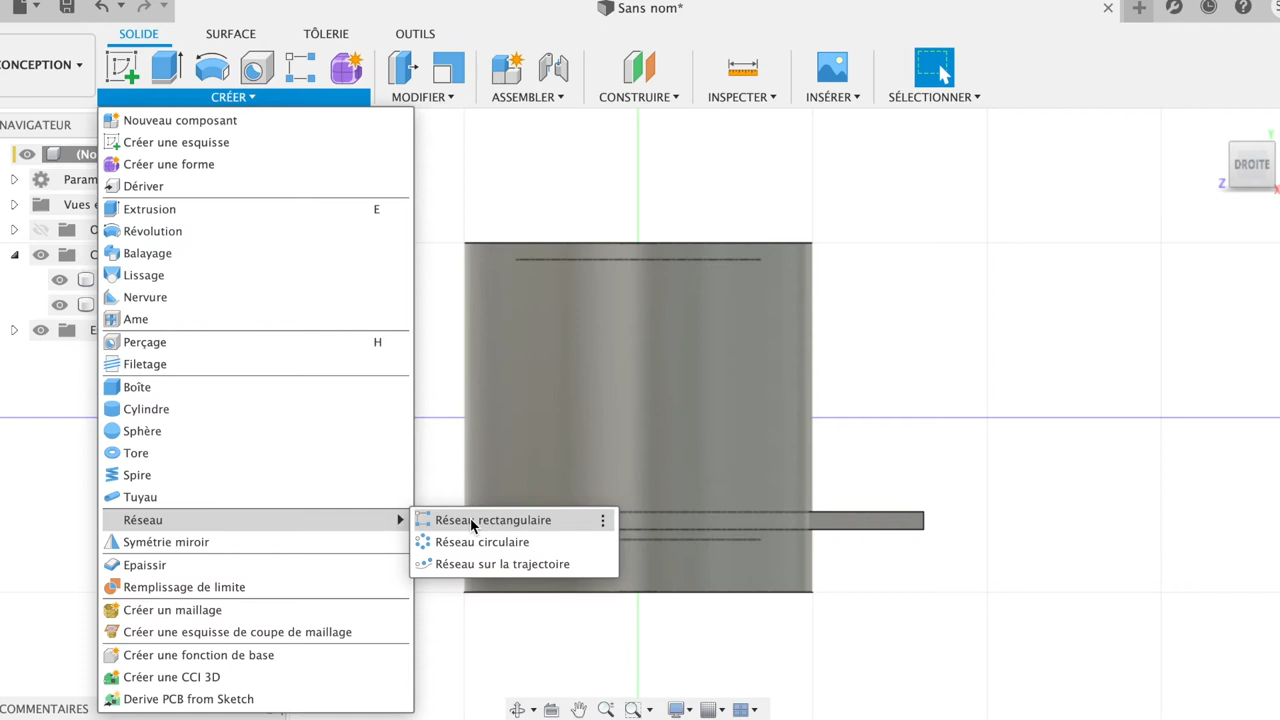 Sans nom*
SOLIDE SURFACE TÔLERIE OUTILS
ONCEPTION
CRÉER MODIFIER ASSEMBLER CONSTRUIRE INSPECTER INSÉRER SÉLECTIONNER
NAVIGATEUR
(No
Param
Vues e
O
C
E
Nouveau composant
Créer une esquisse
Créer une forme
Dériver
Extrusion E
Révolution
Balayage
Lissage
Nervure
Ame
Perçage H
Filetage
Boîte
Cylindre
Sphère
Tore
Spire
Tuyau
Réseau
Symétrie miroir
Epaissir
Remplissage de limite
Créer un maillage
Créer une esquisse de coupe de maillage
Créer une fonction de base
Créer une CCI 3D
Derive PCB from Sketch
Réseau rectangulaire
Réseau circulaire
Réseau sur la trajectoire
Y
DROITE
Z
X
COMMENTAIRES